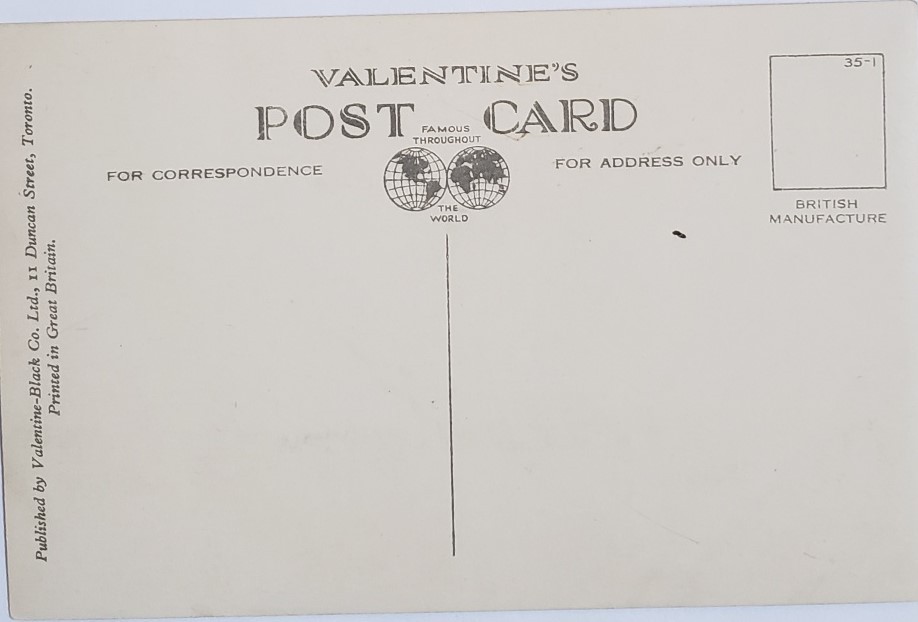 VALENTINE'S
POST CARD
FAMOUS
THROUGHOUT
THE
WORLD
FOR CORRESPONDENCE
FOR ADDRESS ONLY
35-1
BRITISH
MANUFACTURE
Published by Valentine-Black Co. Ltd., 11 Duncan Street, Toronto.
Printed in Great Britain.